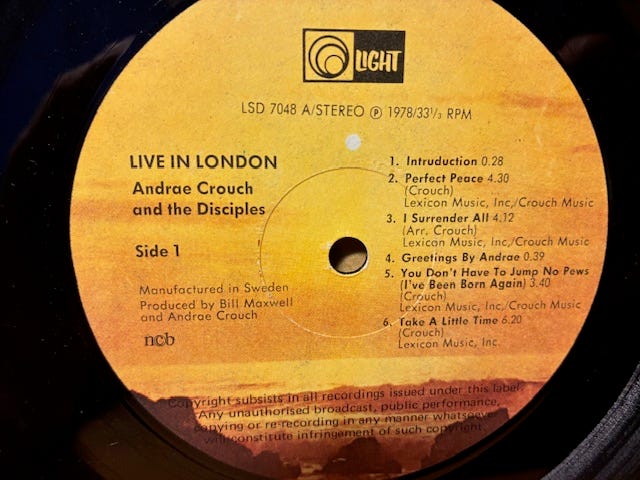 LIGHT
LSD 7048 A/STEREO Ⓟ 1978/33⅓ RPM
LIVE IN LONDON
Andrae Crouch
and the Disciples
Side 1
Manufactured in Sweden
Produced by Bill Maxwell
and Andrae Crouch
ncb
1. Intruduction 0.28
2. Perfect Peace 4.30
(Crouch)
Lexicon Music, Inc,/Crouch Music
3. I Surrender All 4.12
(Arr. Crouch)
Lexicon Music, Inc,/Crouch Music
4. Greetings By Andrae 0.39
5. You Don't Have To Jump No Pews
(I've Been Born Again) 3.40
(Crouch)
Lexicon Music, Inc,/Crouch Music
6. Take A Little Time 6.20
(Crouch)
Lexicon Music, Inc.
Copyright subsists in all recordings issued under this label.
Any unauthorised broadcast, public performance,
copying or re-recording in any manner whatsoever
will constitute infringement of such copyright.